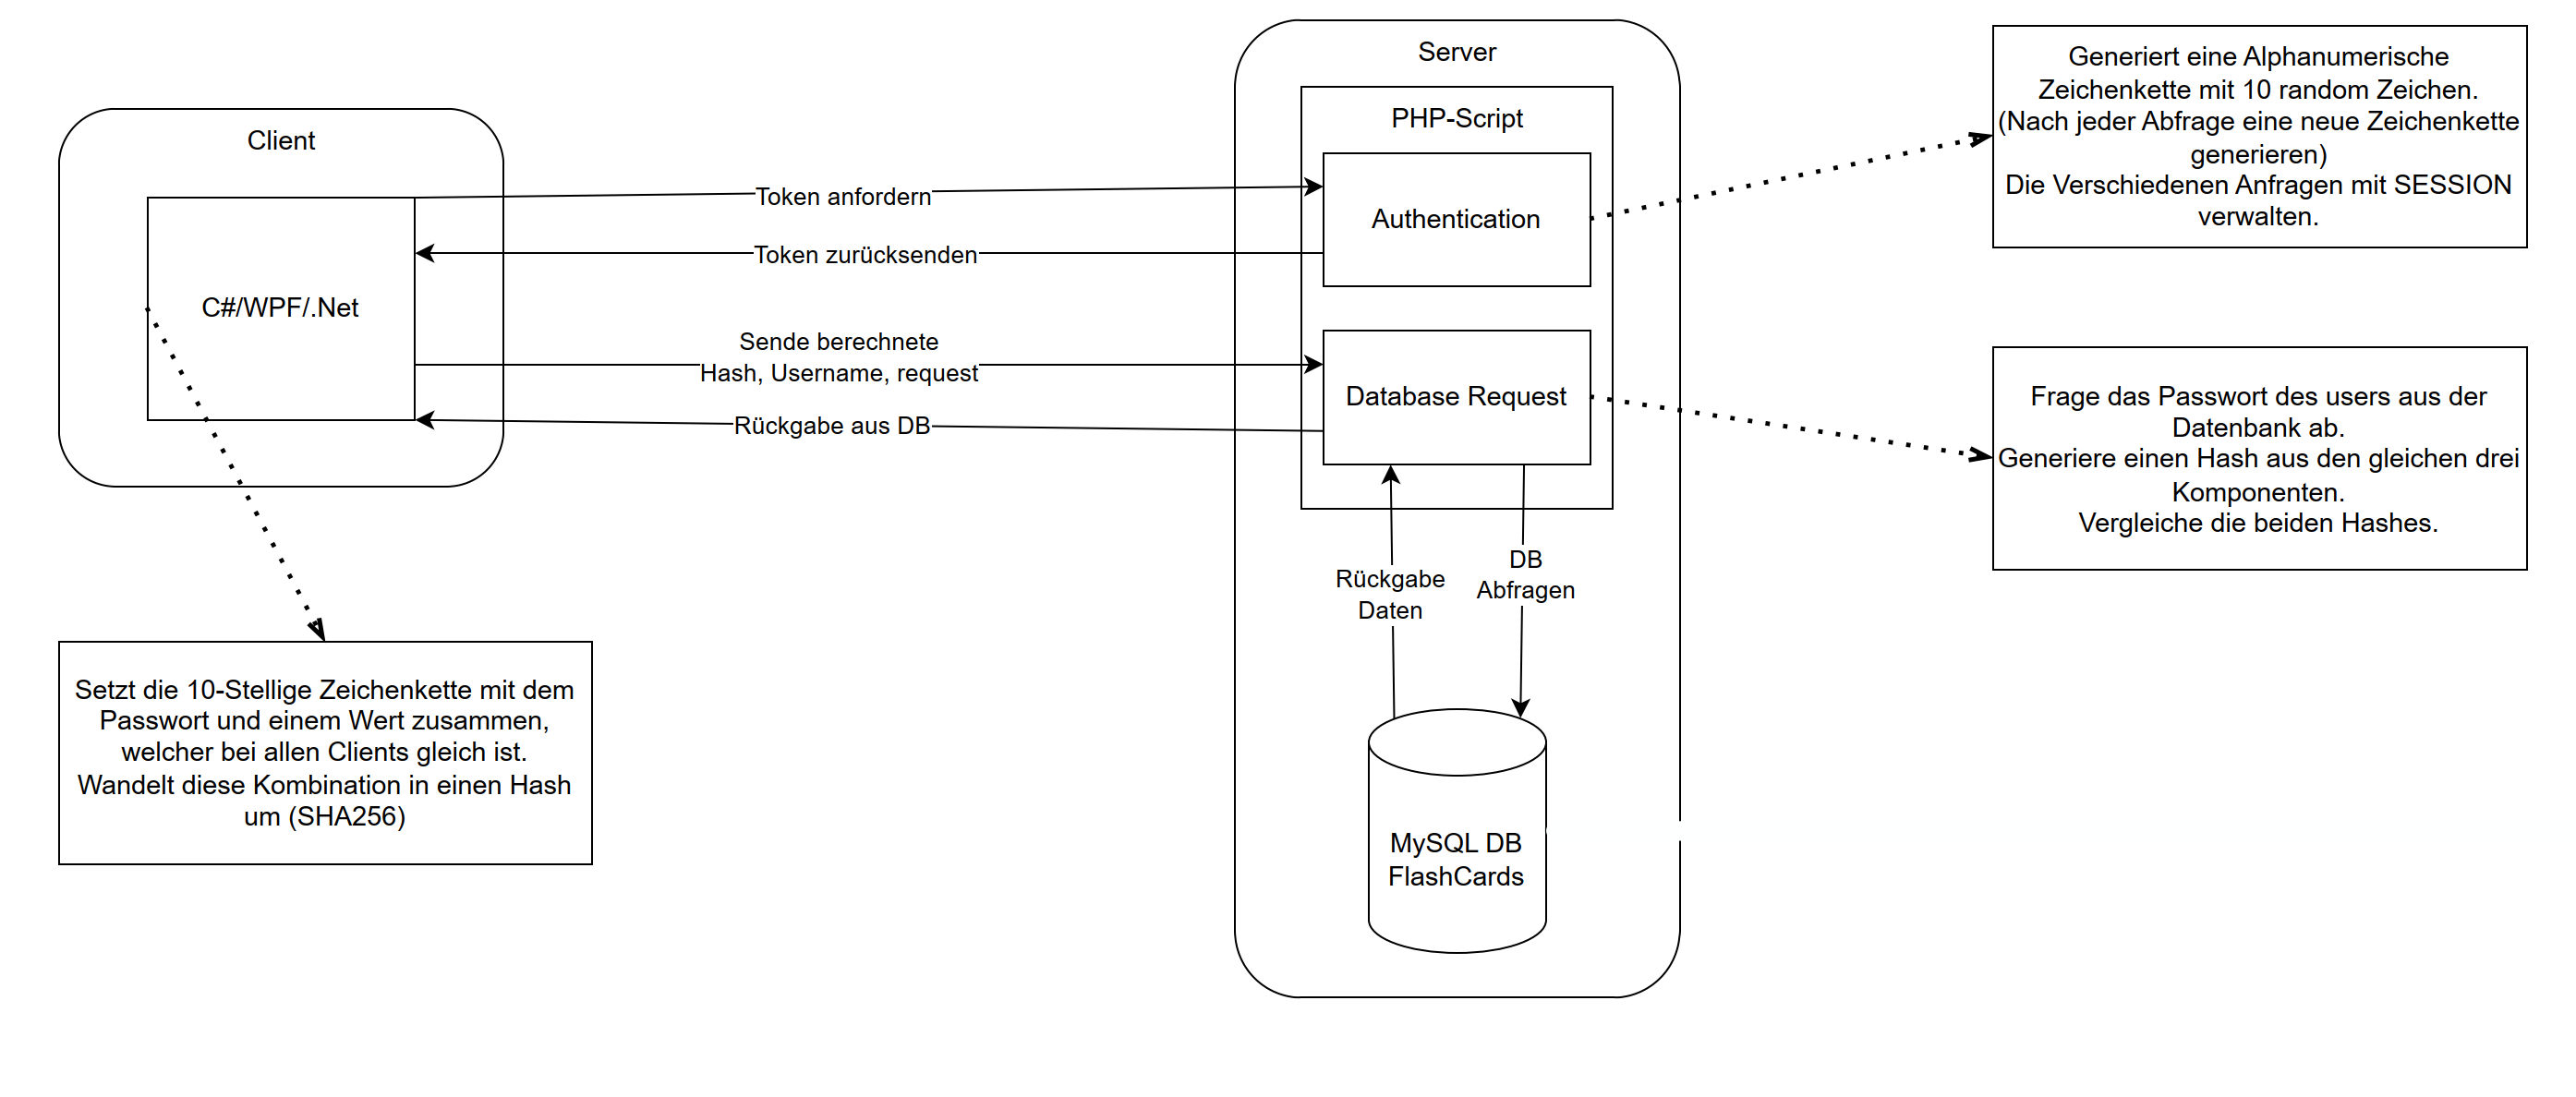 Client
C#/WPF/.Net
Setzt die 10-Stellige Zeichenkette mit dem
Passwort und einem Wert zusammen,
welcher bei allen Clients gleich ist.
Wandelt diese Kombination in einen Hash
um (SHA256)
Token anfordern
Token zurücksenden
Sende berechnete
Hash, Username, request
Rückgabe aus DB
Server
PHP-Script
Authentication
Database Request
Rückgabe
Daten
DB
Abfragen
MySQL DB
FlashCards
Generiert eine Alphanumerische
Zeichenkette mit 10 random Zeichen.
(Nach jeder Abfrage eine neue Zeichenkette
generieren)
Die Verschiedenen Anfragen mit SESSION
verwalten.
Frage das Passwort des users aus der
Datenbank ab.
Generiere einen Hash aus den gleichen drei
Komponenten.
Vergleiche die beiden Hashes.